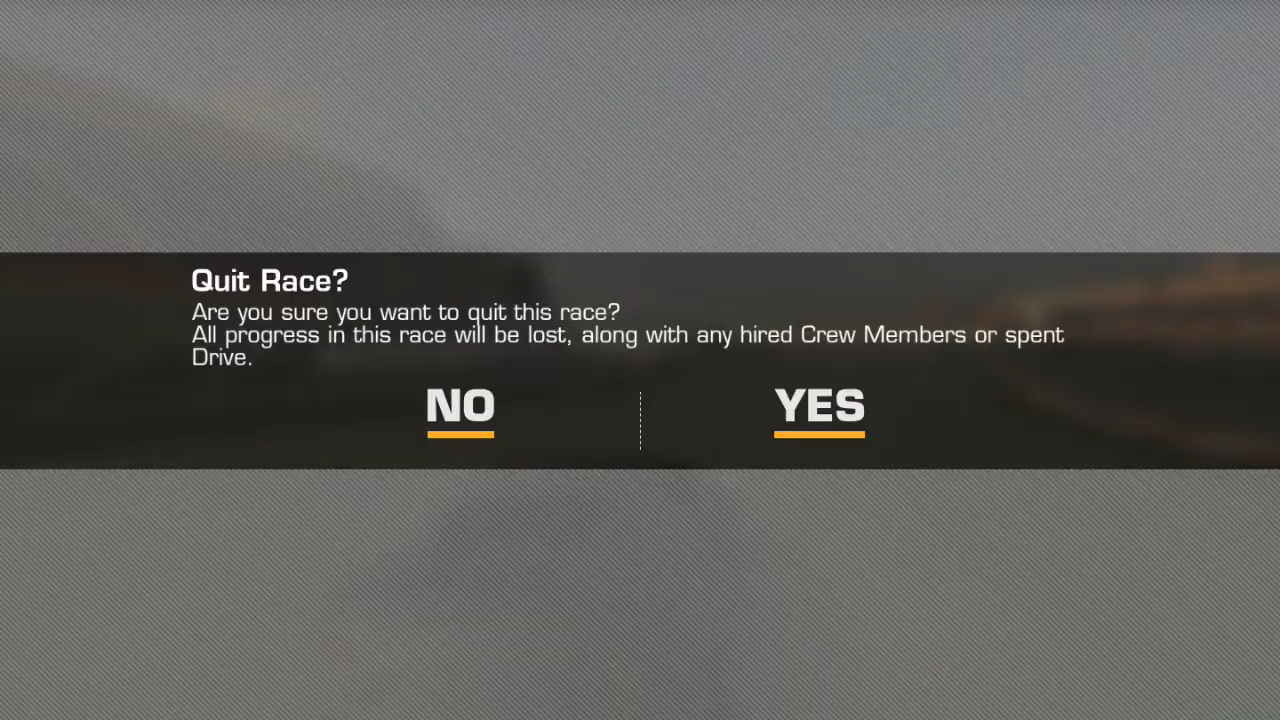 Quit Race?
Are you sure you want to quit this race?
All progress in this race will be lost, along with any hired Crew Members or spent
Drive.
NO
YES